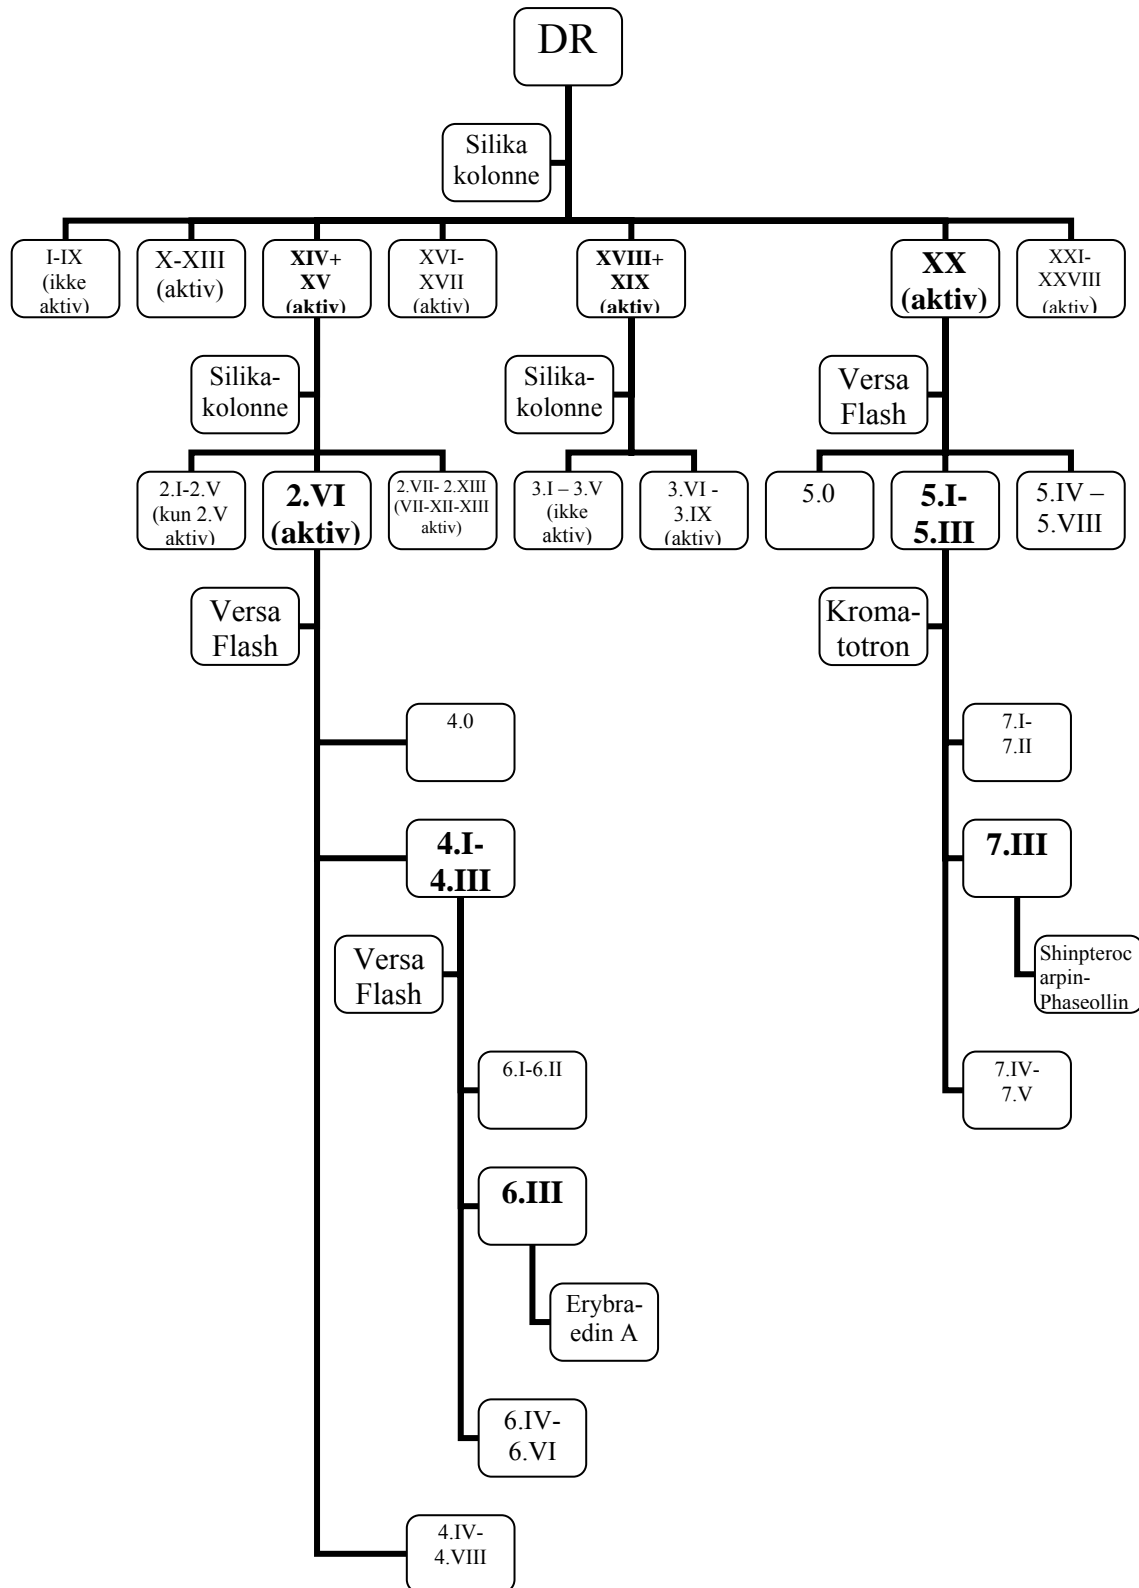 DR
Silika
kolonne
I-IX
(ikke
aktiv)
X-XIII
(aktiv)
XIV+
XV
(aktiv)
XVI-
XVII
(aktiv)
XVIII+
XIX
(aktiv)
XX
(aktiv)
XXI-
XXVIII
(aktiv)
Silika-
kolonne
Silika-
kolonne
Versa
Flash
2.I-2.V
(kun 2.V
aktiv)
2.VI
(aktiv)
2.VII- 2.XIII
(VII-XII-XIII
aktiv)
3.I – 3.V
(ikke
aktiv)
3.VI -
3.IX
(aktiv)
5.0
5.I-
5.III
5.IV –
5.VIII
Versa
Flash
Kroma-
totron
4.0
7.I-
7.II
4.I-
4.III
7.III
Versa
Flash
Shinpteroc
arpin-
Phaseollin
6.I-6.II
7.IV-
7.V
6.III
Erybra-
edin A
6.IV-
6.VI
4.IV-
4.VIII